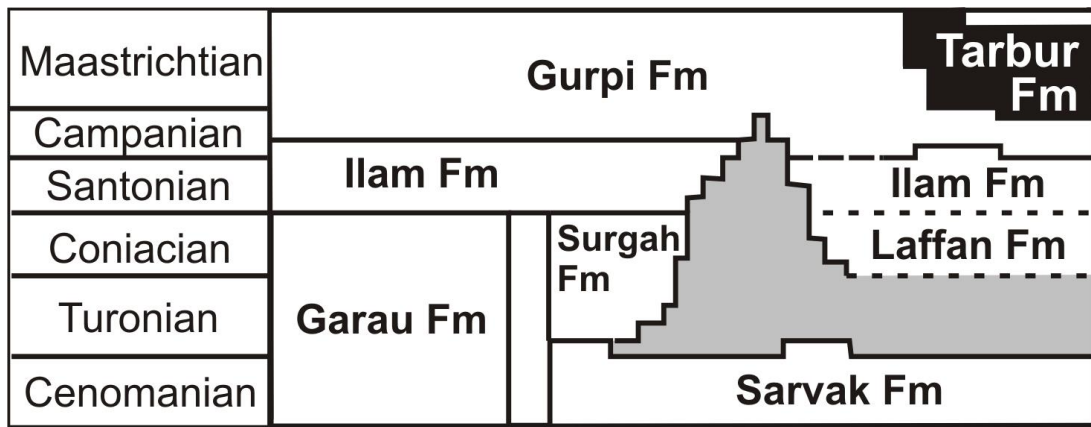 Maastrichtian
Campanian
Santonian
Coniacian
Turonian
Cenomanian
Gurpi Fm
Tarbur
Fm
Ilam Fm
Ilam Fm
Surgah
Fm
Laffan Fm
Garau Fm
Sarvak Fm